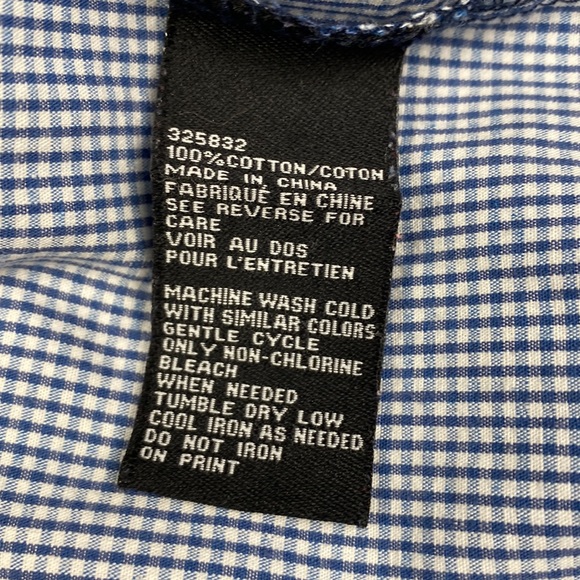 325832
100%COTTON/COTON
MADE IN CHINA
FABRIQUÉ EN CHINE
SEE REVERSE FOR
CARE
VOIR AU DOS
POUR L'ENTRETIEN
MACHINE WASH COLD
WITH SIMILAR COLORS
GENTLE CYCLE
ONLY NON-CHLORINE
BLEACH
WHEN NEEDED
TUMBLE DRY LOW
COOL IRON AS NEEDED
DO NOT IRON
ON PRINT